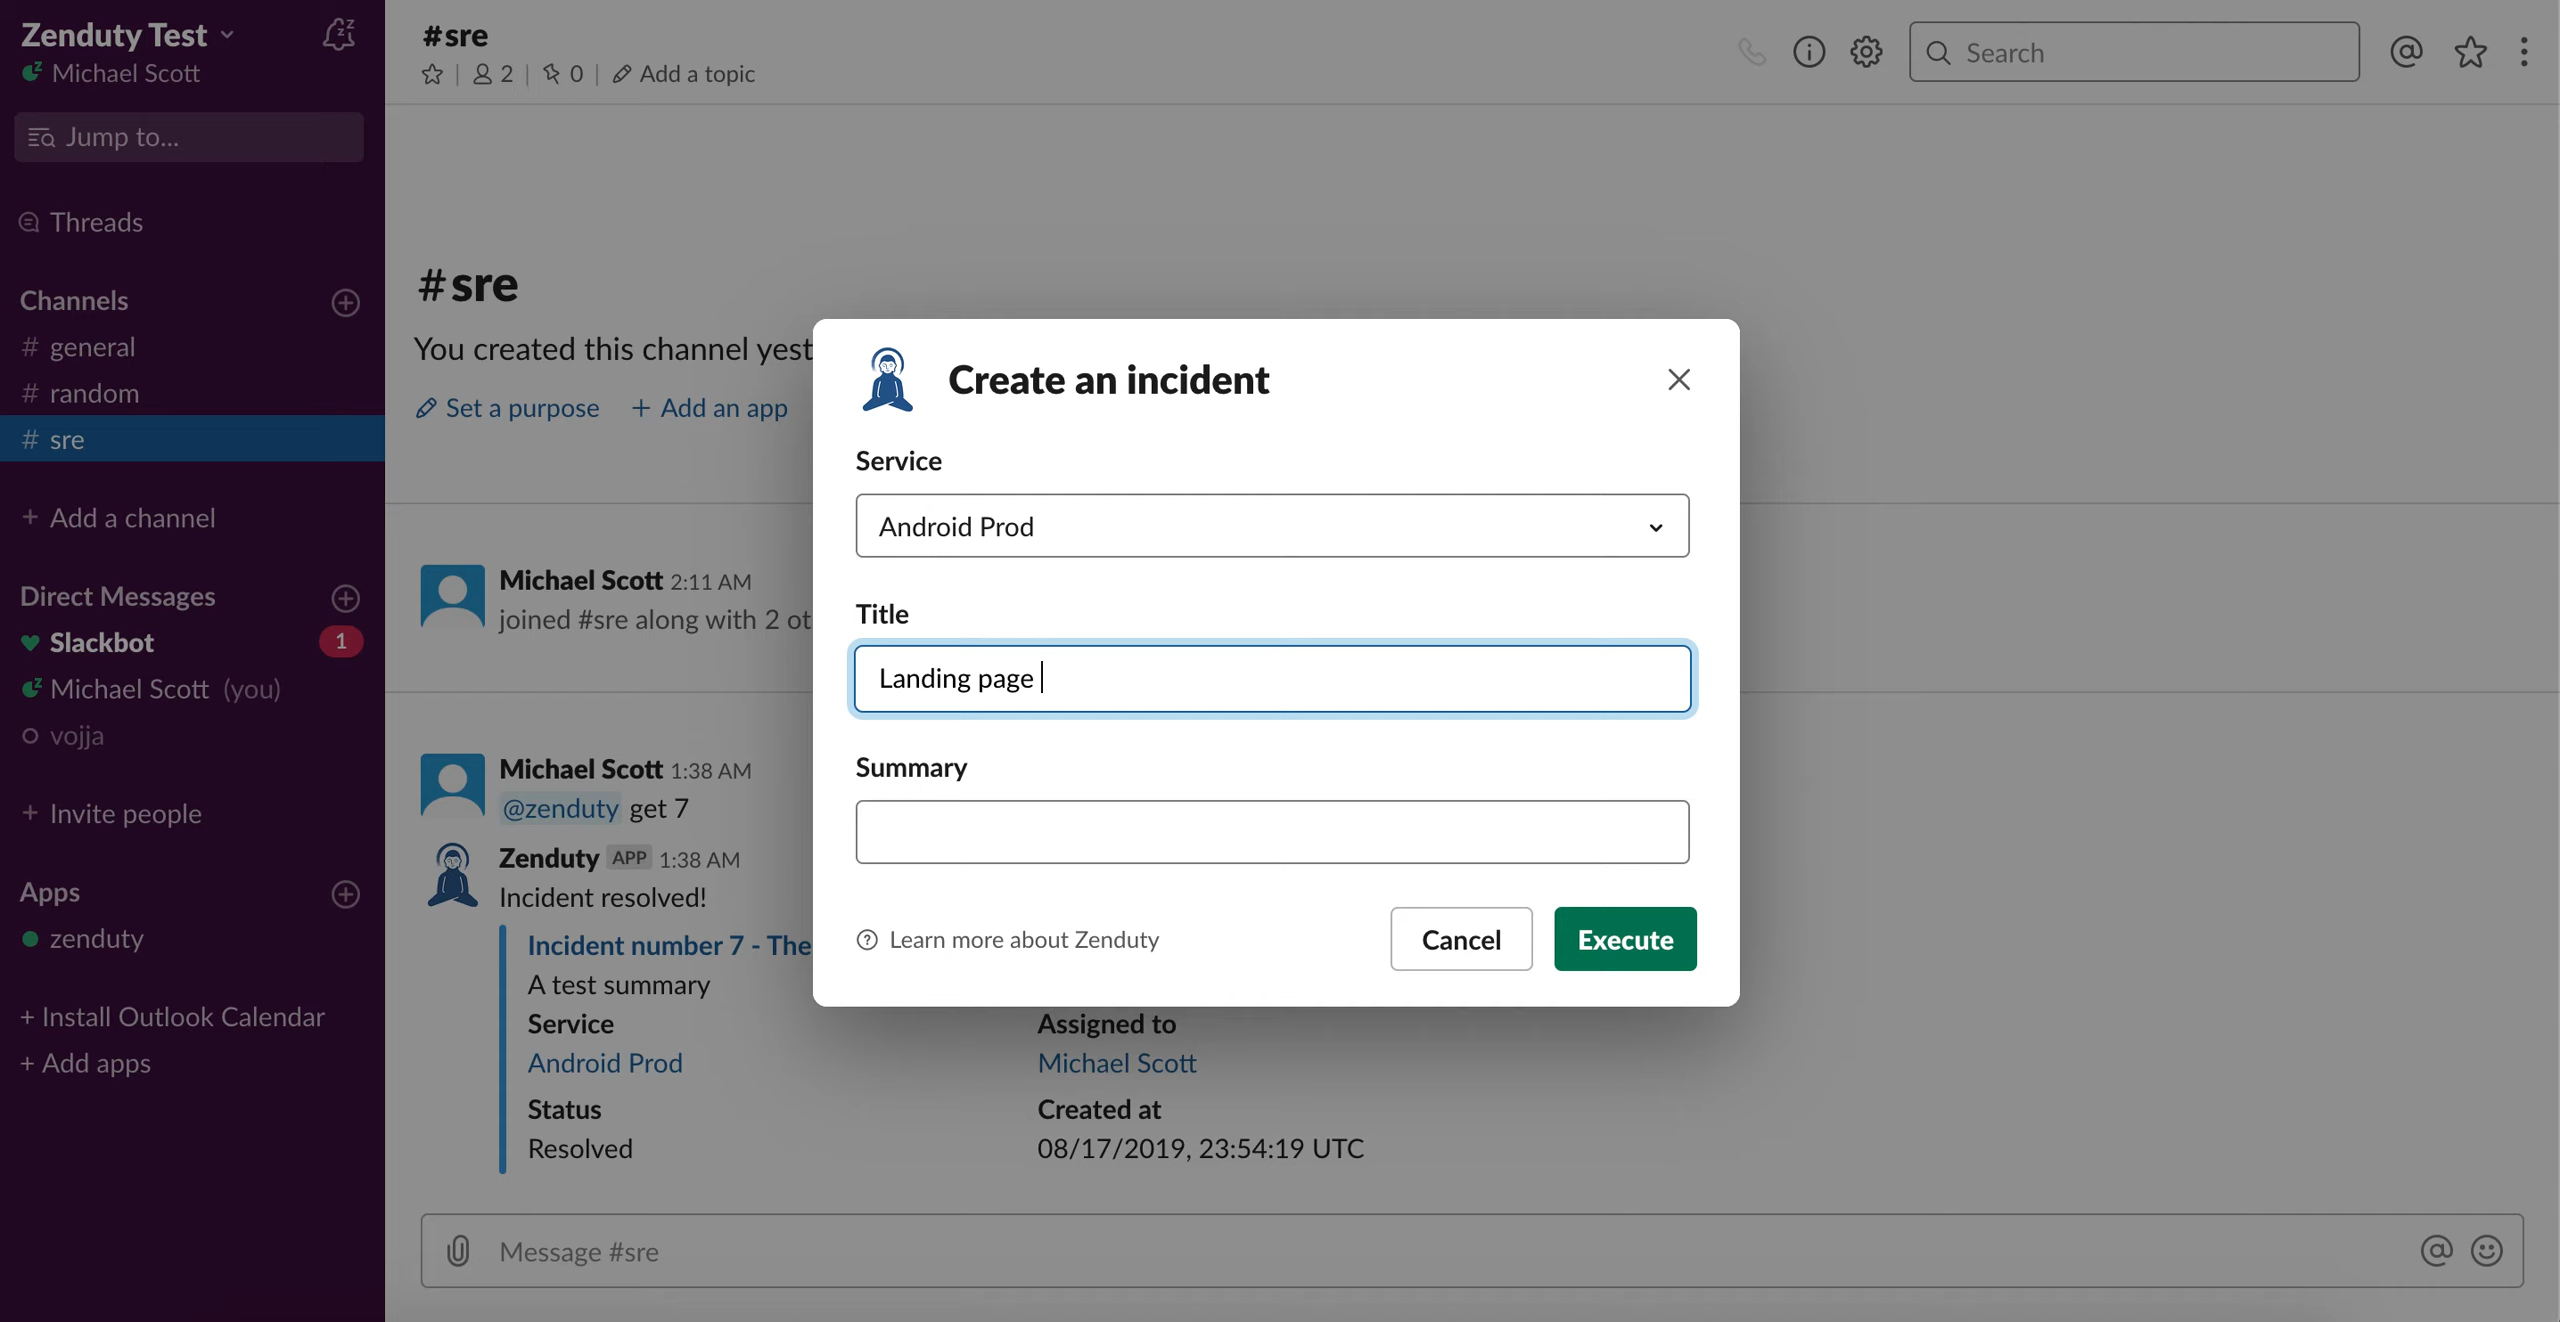 Zenduty Test
Michael Scott
Jump to...
Threads
Channels
# general
# random
# sre
+ Add a channel
Direct Messages
Slackbot 1
Michael Scott (you)
vojja
+ Invite people
Apps
zenduty
+ Install Outlook Calendar
+ Add apps
#sre
2 | 0 | Add a topic
Search
#sre
You created this channel yest
Set a purpose + Add an app
Michael Scott 2:11 AM
joined #sre along with 2 ot
Michael Scott 1:38 AM
@zenduty get 7
Zenduty APP 1:38 AM
Incident resolved!
Incident number 7 - The
A test summary
Service
Android Prod
Assigned to
Michael Scott
Status
Resolved
Created at
08/17/2019, 23:54:19 UTC
Message #sre
Create an incident
Service
Android Prod
Title
Landing page
Summary
Learn more about Zenduty
Cancel
Execute